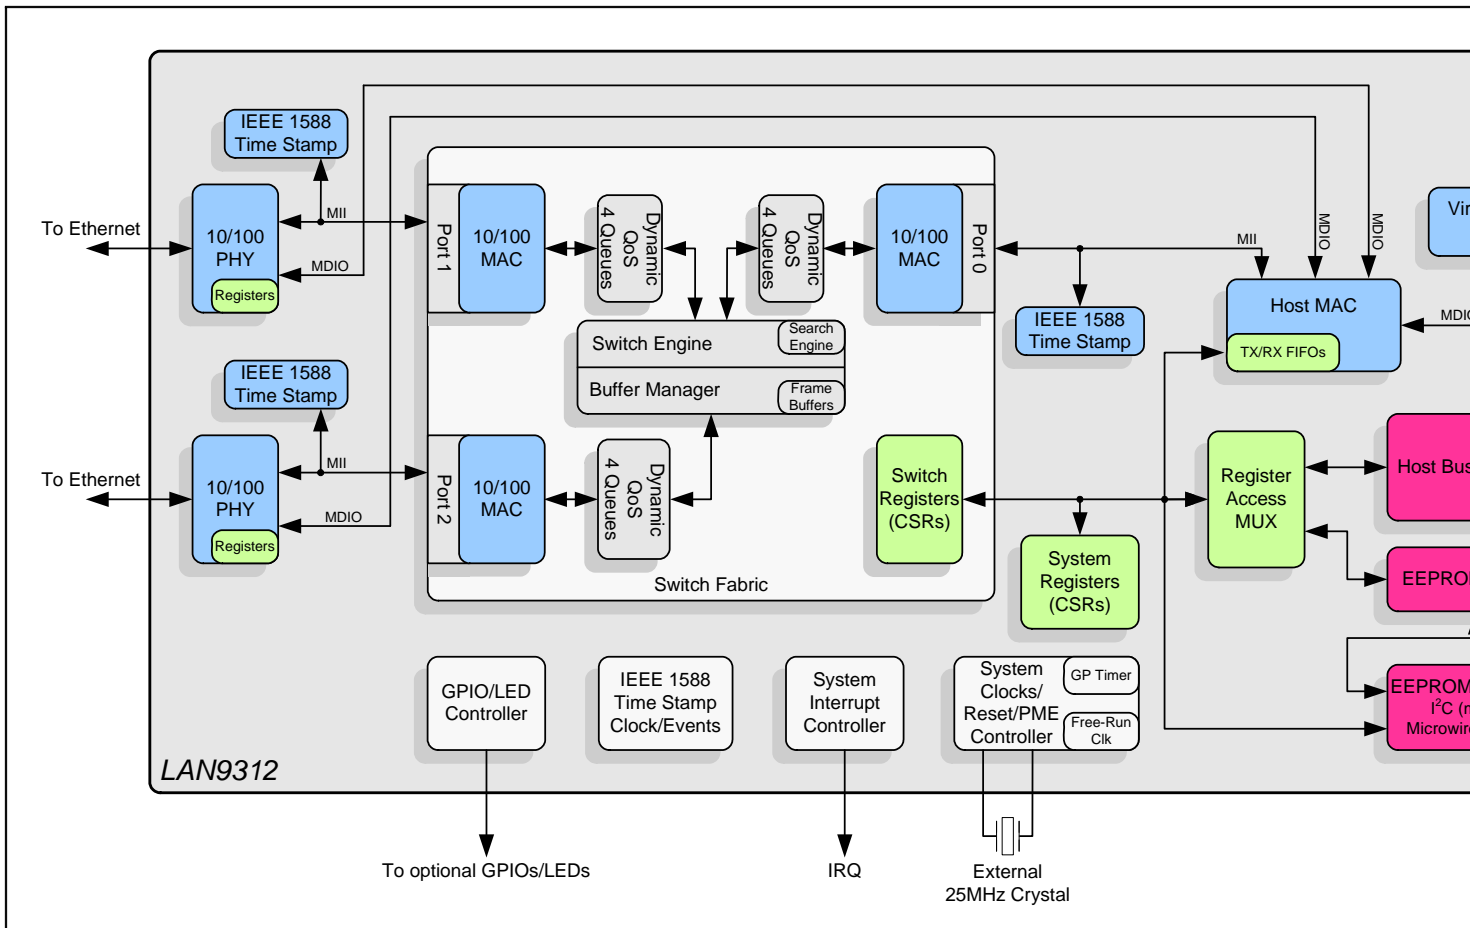 IEEE 1588
Time Stamp
To Ethernet
10/100
PHY
Registers
MII
MDIO
Port 1
10/100
MAC
Dynamic
QoS
4 Queues
Dynamic
QoS
4 Queues
10/100
MAC
Port 0
MII
MDIO
MDIO
Host MAC
TX/RX FIFOs
MDIO
IEEE 1588
Time Stamp
Switch Engine
Search
Engine
Buffer Manager
Frame
Buffers
IEEE 1588
Time Stamp
To Ethernet
10/100
PHY
Registers
MII
MDIO
Port 2
10/100
MAC
Dynamic
QoS
4 Queues
Switch
Registers
(CSRs)
Switch Fabric
System
Registers
(CSRs)
Register
Access
MUX
Host Bus
I²C
GPIO/LED
Controller
IEEE 1588
Time Stamp
Clock/Events
System
Interrupt
Controller
System
Clocks/
Reset/PME
Controller
GP Timer
Free-Run
Clk
LAN9312
To optional GPIOs/LEDs
IRQ
External
25MHz Crystal